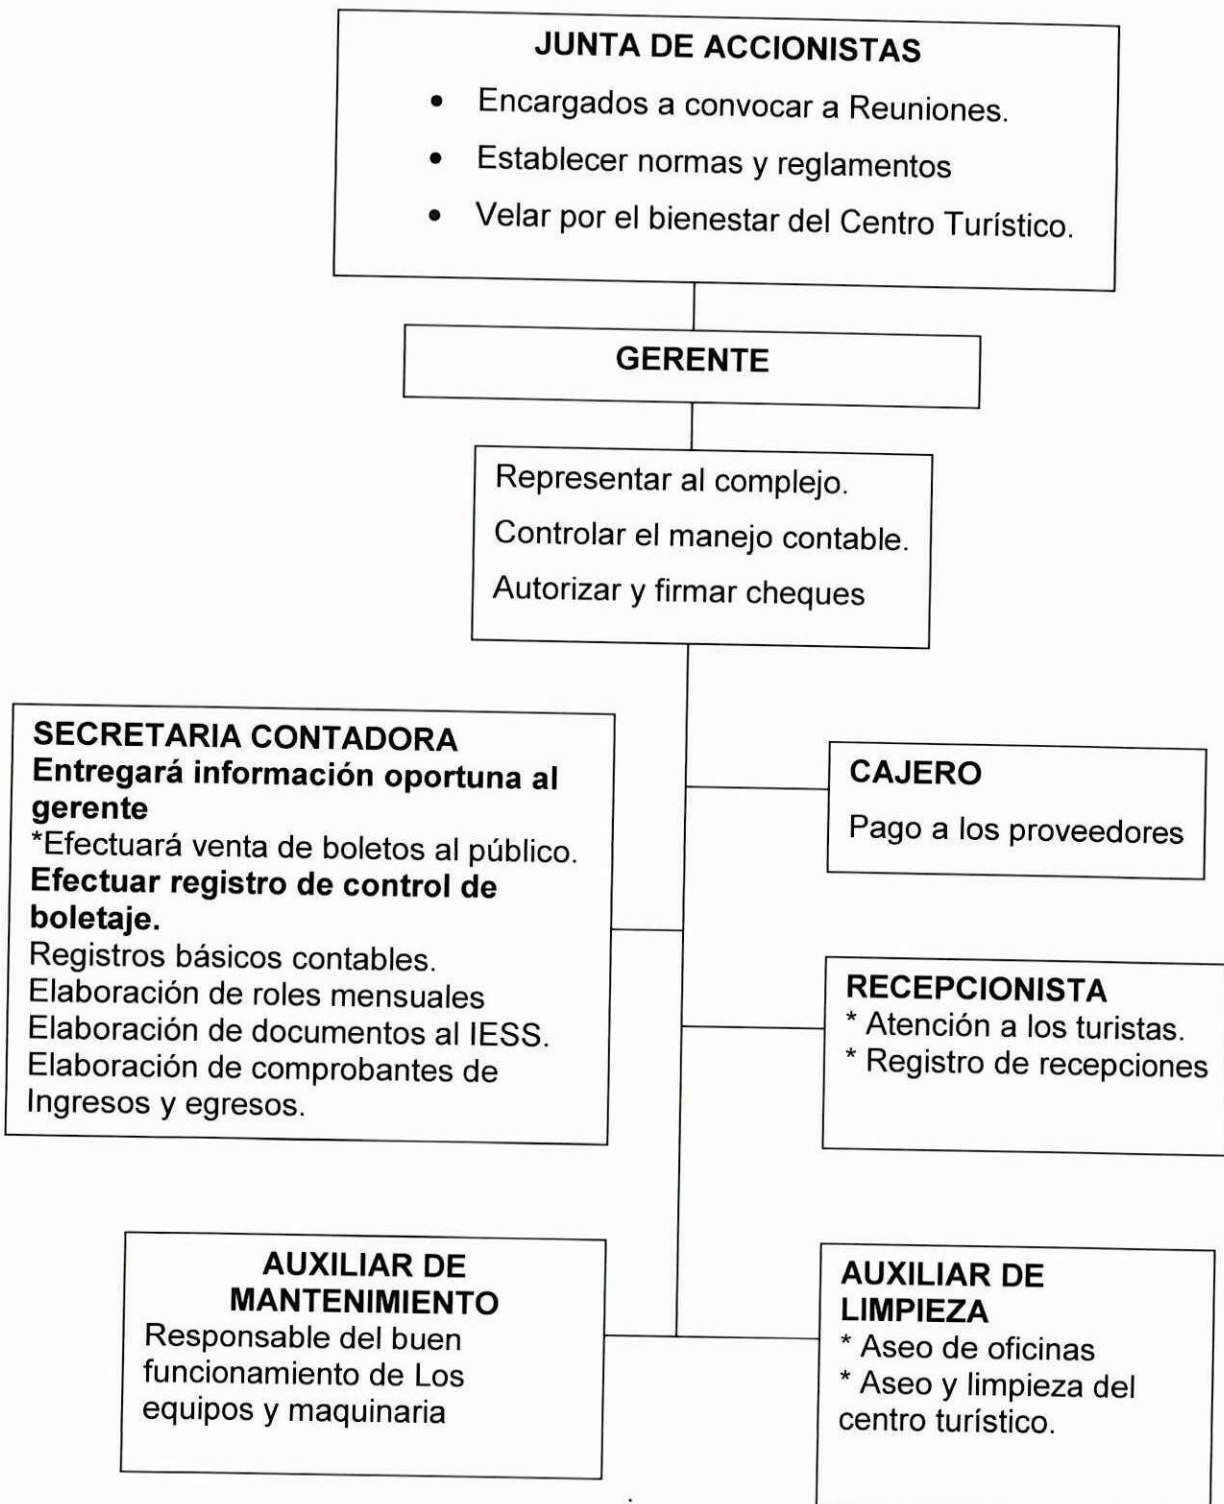 JUNTA DE ACCIONISTAS
• Encargados a convocar a Reuniones.
• Establecer normas y reglamentos
• Velar por el bienestar del Centro Turístico.
GERENTE
Representar al complejo.
Controlar el manejo contable.
Autorizar y firmar cheques
SECRETARIA CONTADORA
Entregará información oportuna al
gerente
*Efectuará venta de boletos al público.
Efectuar registro de control de
boletaje.
Registros básicos contables.
Elaboración de roles mensuales
Elaboración de documentos al IESS.
Elaboración de comprobantes de
Ingresos y egresos.
CAJERO
Pago a los proveedores
RECEPCIONISTA
* Atención a los turistas.
* Registro de recepciones
AUXILIAR DE
MANTENIMIENTO
Responsable del buen
funcionamiento de Los
equipos y maquinaria
AUXILIAR DE
LIMPIEZA
* Aseo de oficinas
* Aseo y limpieza del
centro turístico.